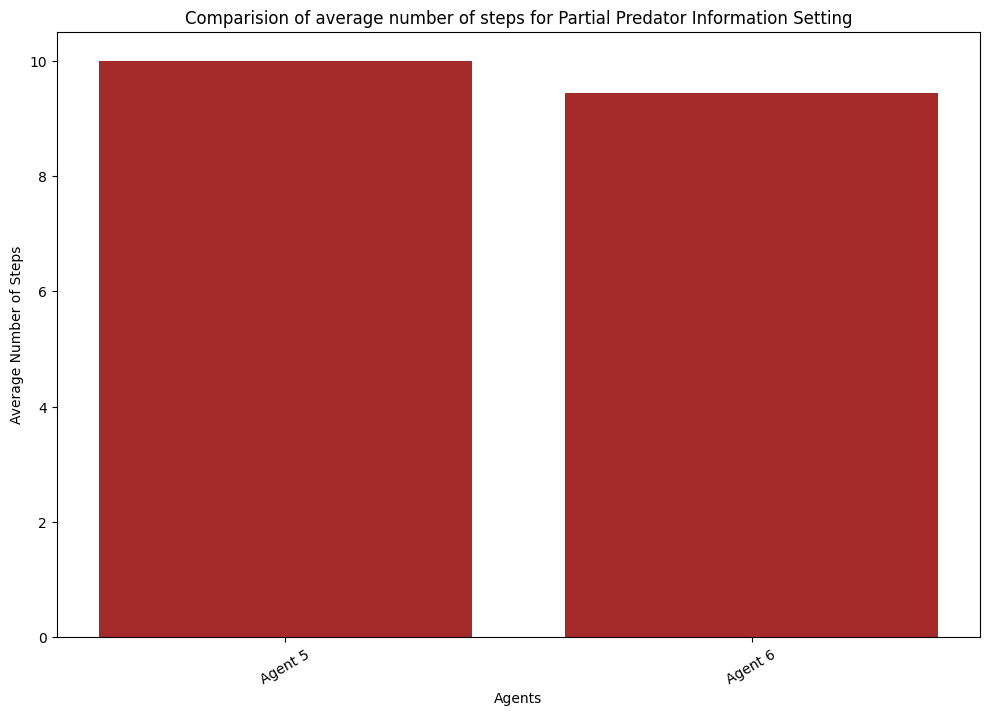 Comparision of average number of steps for Partial Predator Information Setting
10
8
6
4
2
0
Average Number of Steps
Agent 5
Agent 6
Agents